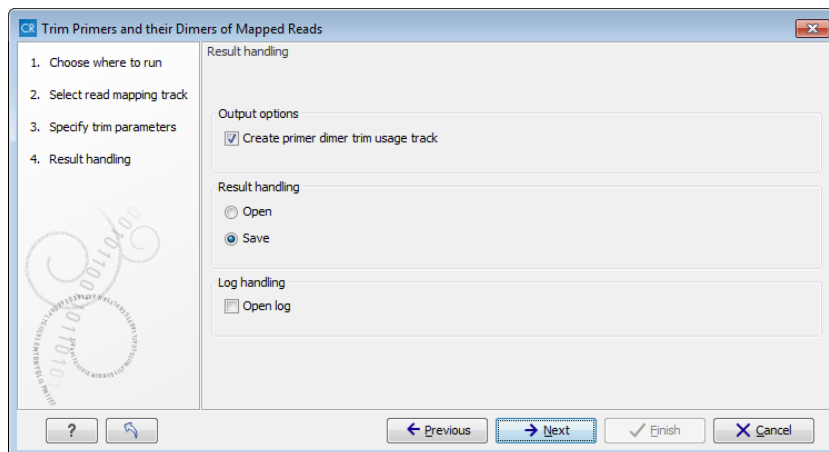 CR Trim Primers and their Dimers of Mapped Reads
1. Choose where to run
2. Select read mapping track
3. Specify trim parameters
4. Result handling
Result handling
Output options
Create primer dimer trim usage track
Result handling
Open
Save
Log handling
Open log
? Previous Next Finish Cancel